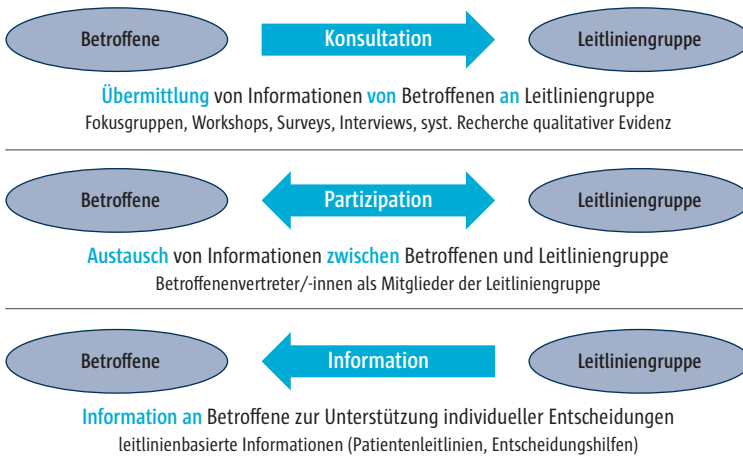 Betroffene Konsultation Leitliniengruppe
Übermittlung von Informationen von Betroffenen an Leitliniengruppe
Fokusgruppen, Workshops, Surveys, Interviews, syst. Recherche qualitativer Evidenz
Betroffene Partizipation Leitliniengruppe
Austausch von Informationen zwischen Betroffenen und Leitliniengruppe
Betroffenenvertreter/-innen als Mitglieder der Leitliniengruppe
Betroffene Information Leitliniengruppe
Information an Betroffene zur Unterstützung individueller Entscheidungen
leitlinienbasierte Informationen (Patientenleitlinien, Entscheidungshilfen)